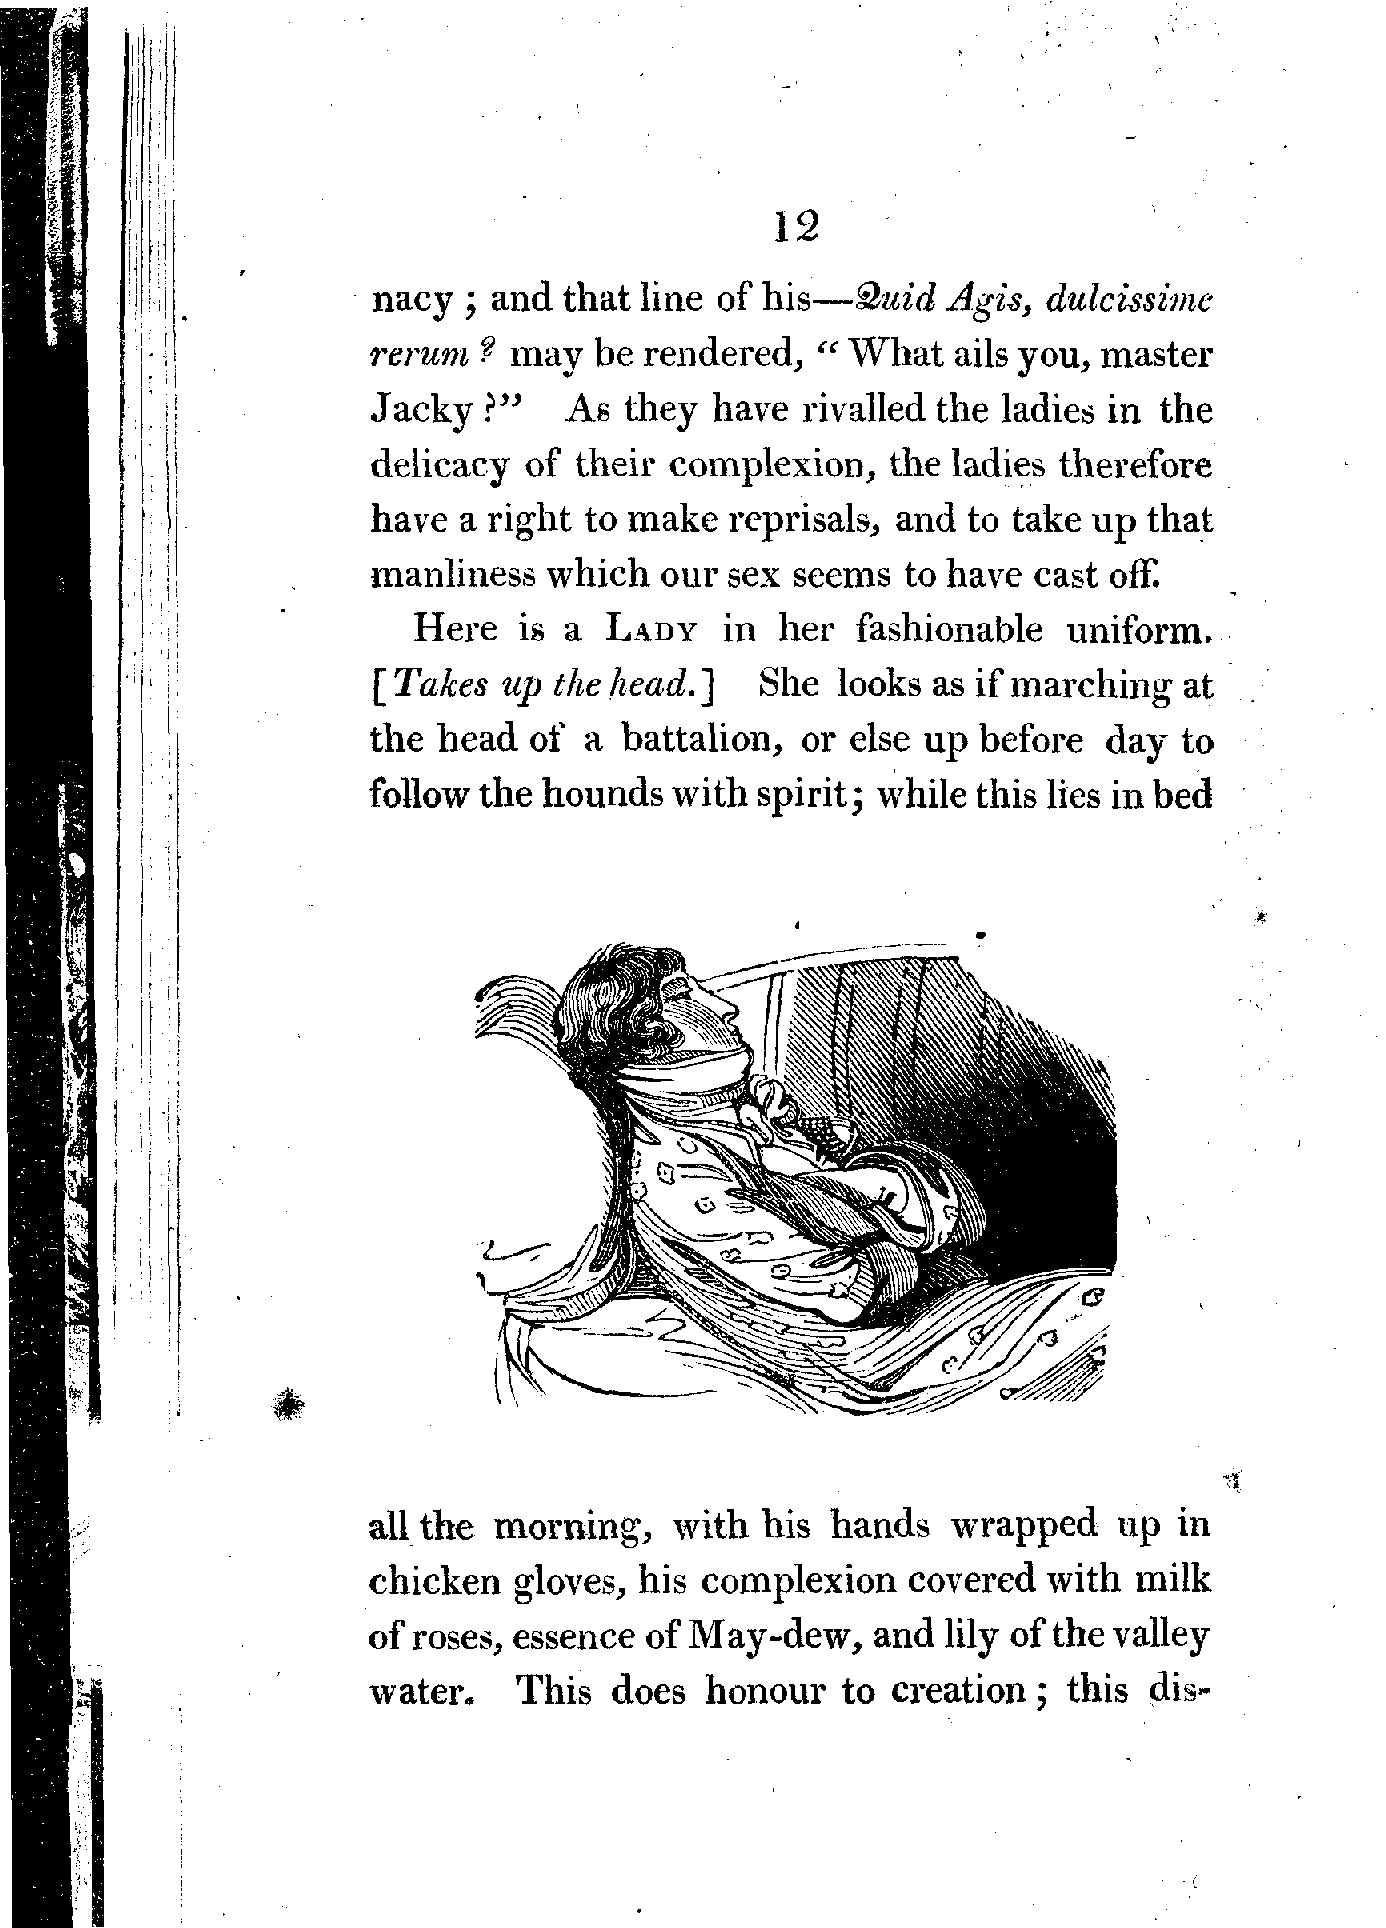 12
nacy ; and that line of his—Quid Agis, dulcissime
rerum ? may be rendered, “ What ails you, master
Jacky ?” As they have rivalled the ladies in the
delicacy of their complexion, the ladies therefore
have a right to make reprisals, and to take up that
manliness which our sex seems to have cast off.
Here is a LADY in her fashionable uniform.
[Takes up the head.] She looks as if marching at
the head of a battalion, or else up before day to
follow the hounds with spirit; while this lies in bed
all the morning, with his hands wrapped up in
chicken gloves, his complexion covered with milk
of roses, essence of May-dew, and lily of the valley
water. This does honour to creation ; this dis-